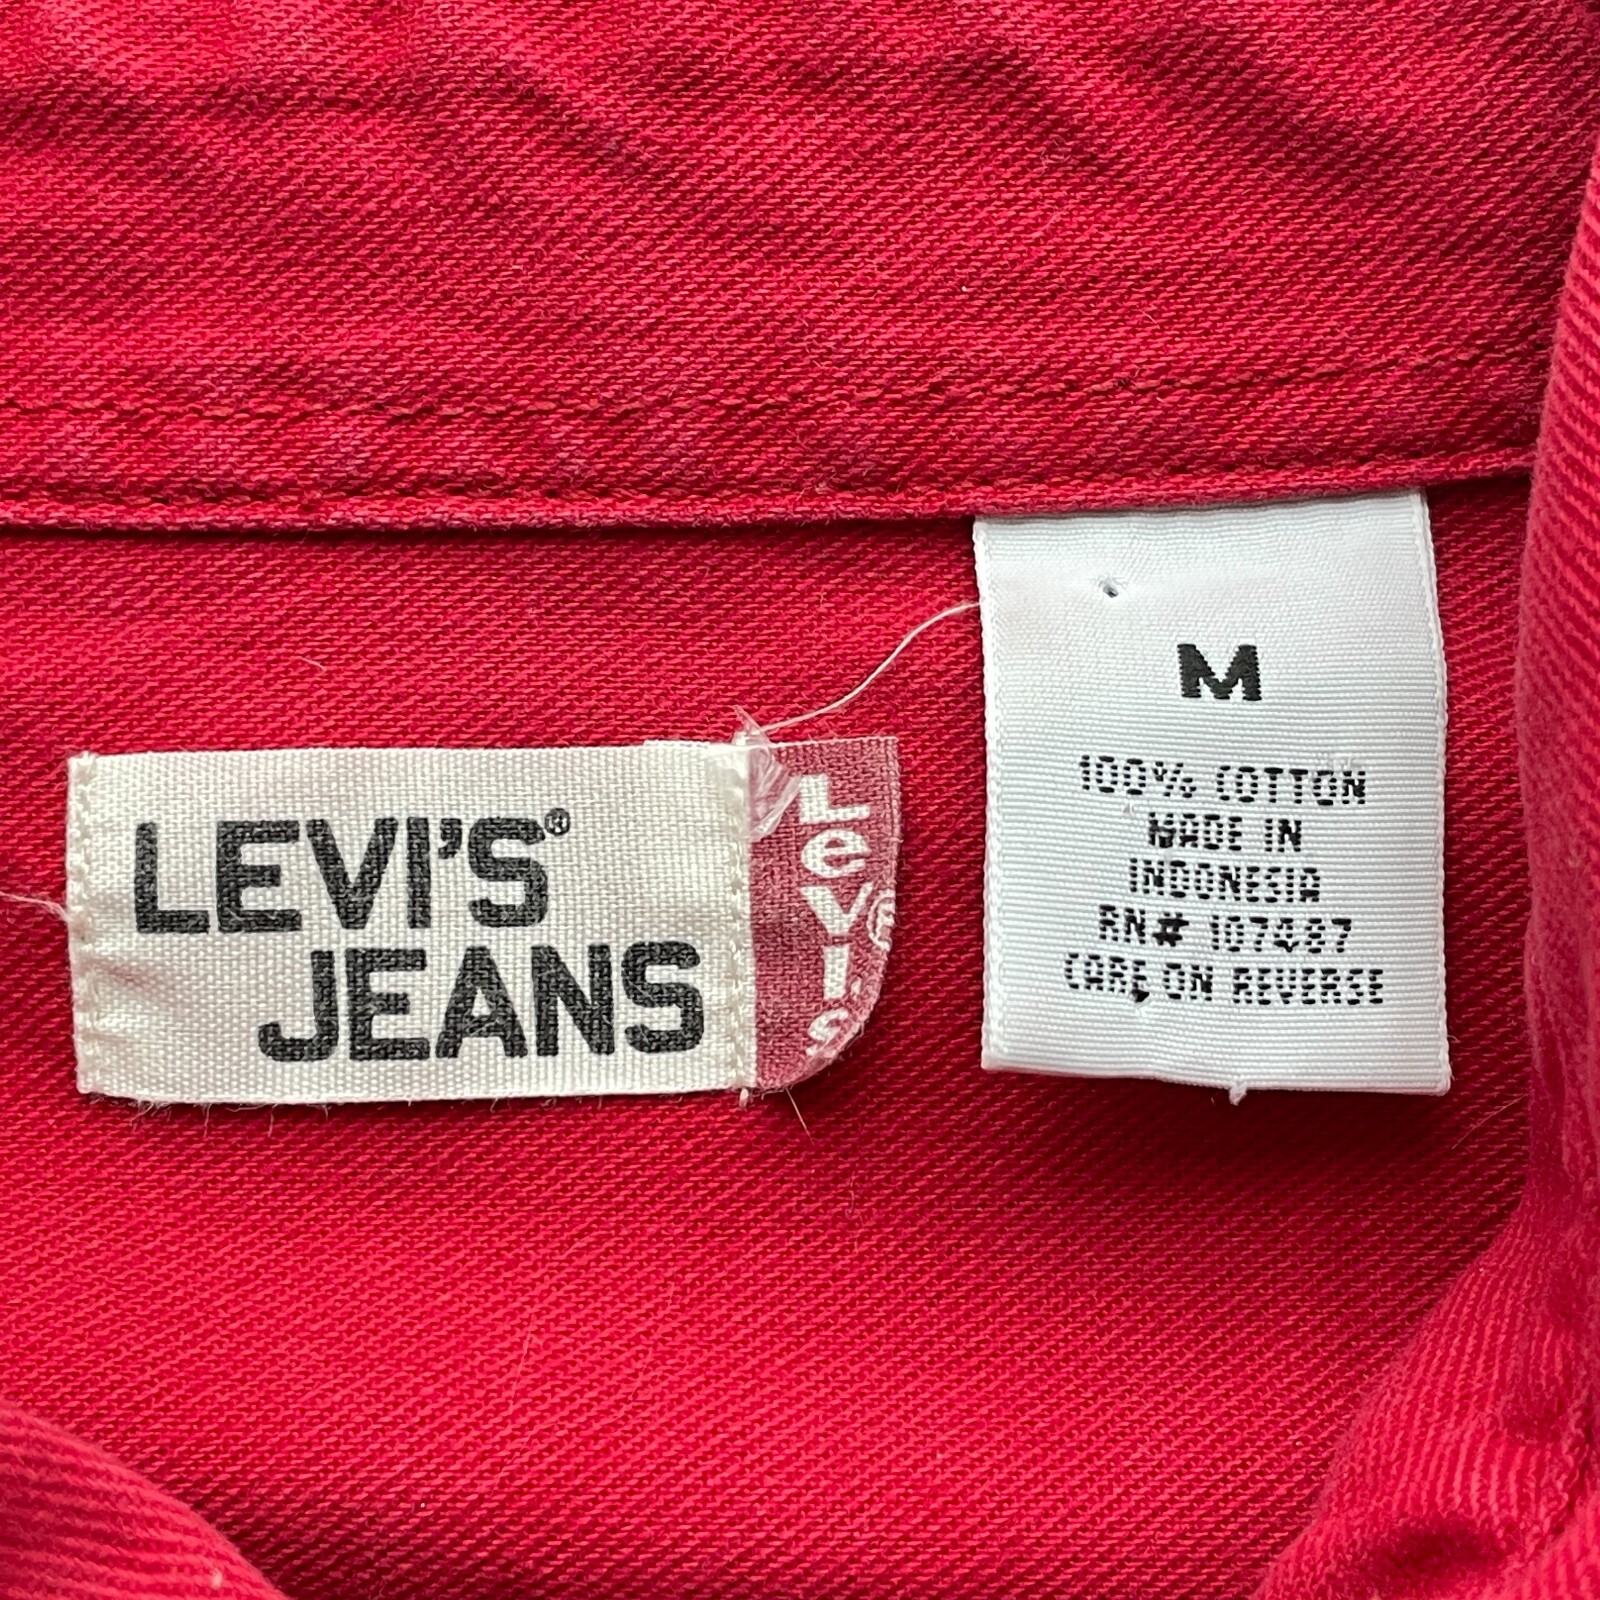 LEVI'S®
JEANS
LeVI'S®
M
100% COTTON
MADE IN
INDONESIA
RN# 107487
CARE ON REVERSE